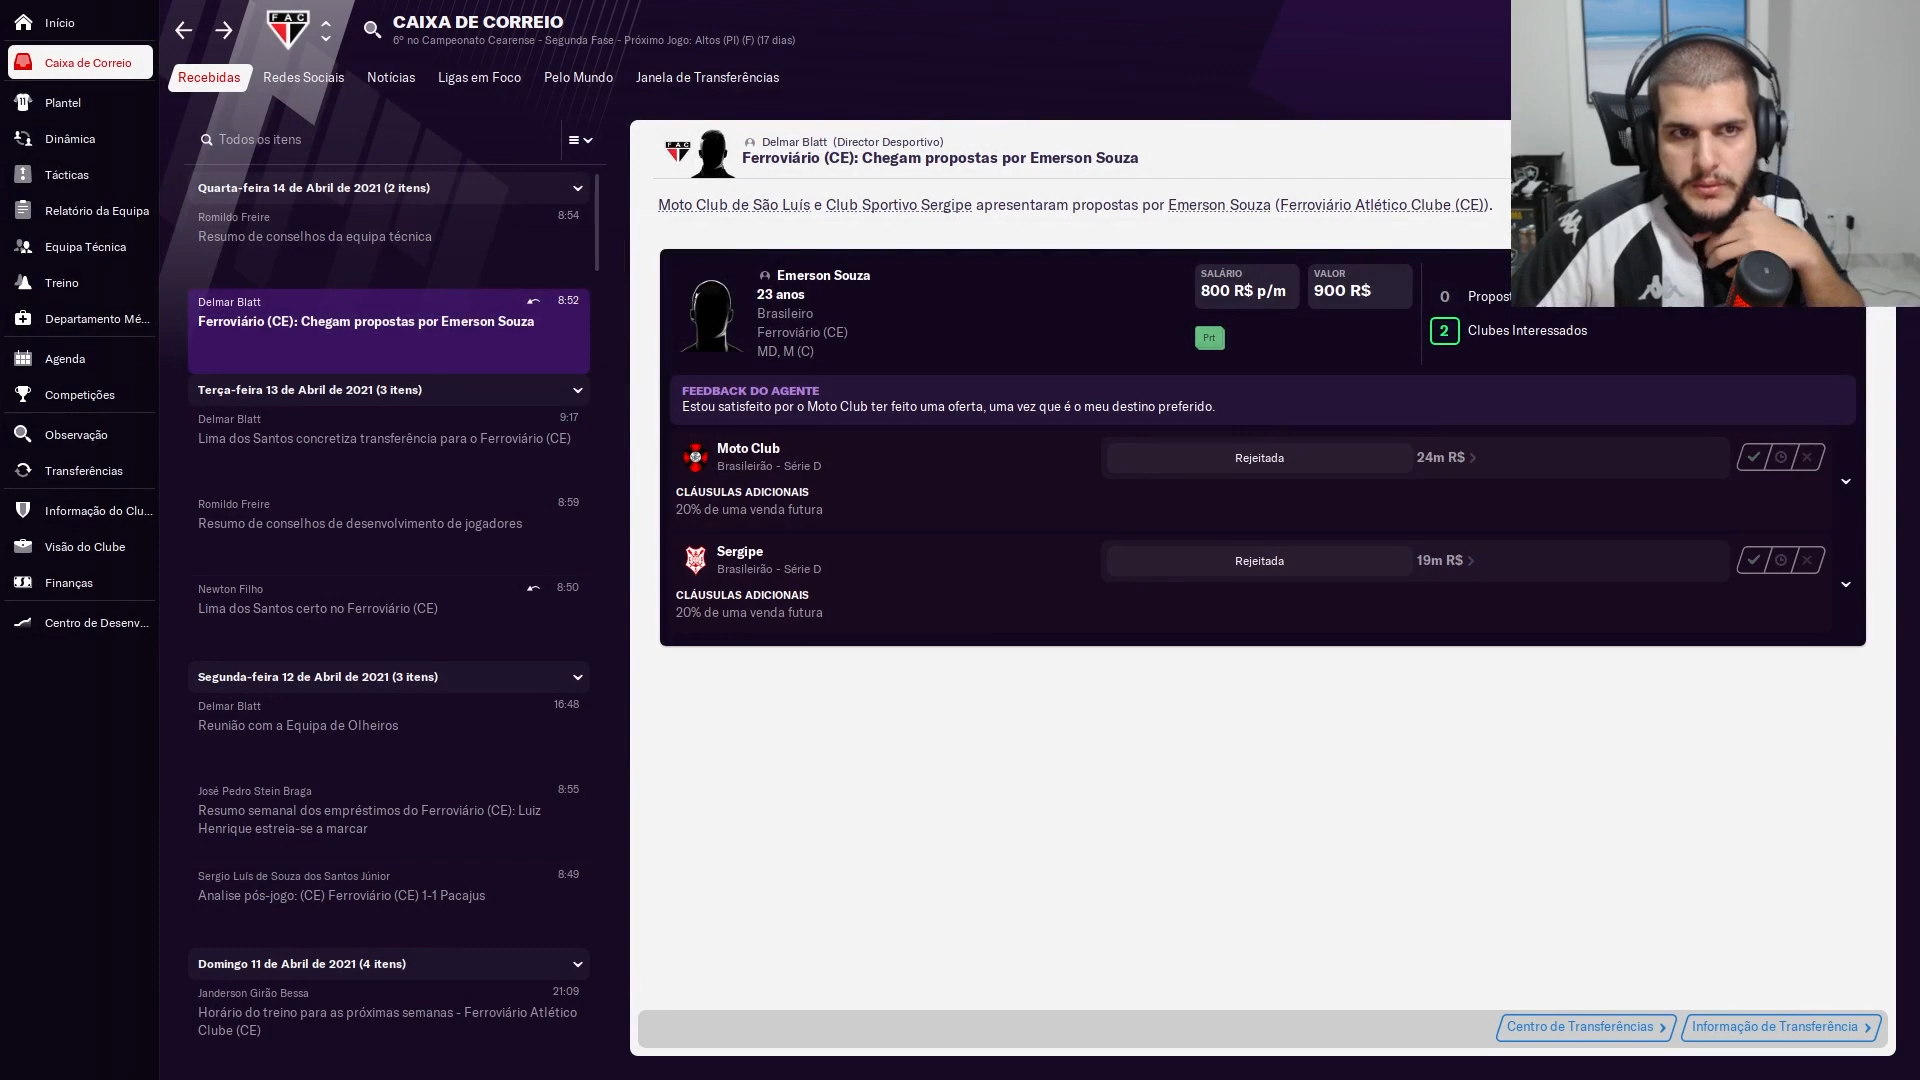 Início
Caixa de Correio
Plantel
Dinâmica
Tácticas
Relatório da Equipa
Equipa Técnica
Treino
Departamento Mé...
Agenda
Competições
Observação
Transferências
Informação do Clu...
Visão do Clube
Finanças
Centro de Desenv...
FAC
CAIXA DE CORREIO
6º no Campeonato Cearense - Segunda Fase - Próximo Jogo: Altos (PI) (F) (17 dias)
Recebidas
Redes Sociais
Notícias
Ligas em Foco
Pelo Mundo
Janela de Transferências
Todos os itens
Quarta-feira 14 de Abril de 2021 (2 itens)
Romildo Freire 8:54
Resumo de conselhos da equipa técnica
Delmar Blatt 8:52
Ferroviário (CE): Chegam propostas por Emerson Souza
Terça-feira 13 de Abril de 2021 (3 itens)
Delmar Blatt 9:17
Lima dos Santos concretiza transferência para o Ferroviário (CE)
Romildo Freire 8:59
Resumo de conselhos de desenvolvimento de jogadores
Newton Filho 8:50
Lima dos Santos certo no Ferroviário (CE)
Segunda-feira 12 de Abril de 2021 (3 itens)
Delmar Blatt 16:48
Reunião com a Equipa de Olheiros
José Pedro Stein Braga 8:55
Resumo semanal dos empréstimos do Ferroviário (CE): Luiz
Henrique estreia-se a marcar
Sergio Luís de Souza dos Santos Júnior 8:49
Analise pós-jogo: (CE) Ferroviário (CE) 1-1 Pacajus
Domingo 11 de Abril de 2021 (4 itens)
Janderson Girão Bessa 21:09
Horário do treino para as próximas semanas - Ferroviário Atlético
Clube (CE)
FAC
Delmar Blatt (Director Desportivo)
Ferroviário (CE): Chegam propostas por Emerson Souza
Moto Club de São Luís e Club Sportivo Sergipe apresentaram propostas por Emerson Souza (Ferroviário Atlético Clube (CE)).
Emerson Souza
23 anos
Brasileiro
Ferroviário (CE)
MD, M (C)
SALÁRIO
800 R$ p/m
VALOR
900 R$
Prt
0 Propost
2 Clubes Interessados
FEEDBACK DO AGENTE
Estou satisfeito por o Moto Club ter feito uma oferta, uma vez que é o meu destino preferido.
Moto Club
Brasileirão - Série D
Rejeitada
24m R$
CLÁUSULAS ADICIONAIS
20% de uma venda futura
Sergipe
Brasileirão - Série D
Rejeitada
19m R$
CLÁUSULAS ADICIONAIS
20% de uma venda futura
Centro de Transferências
Informação de Transferência